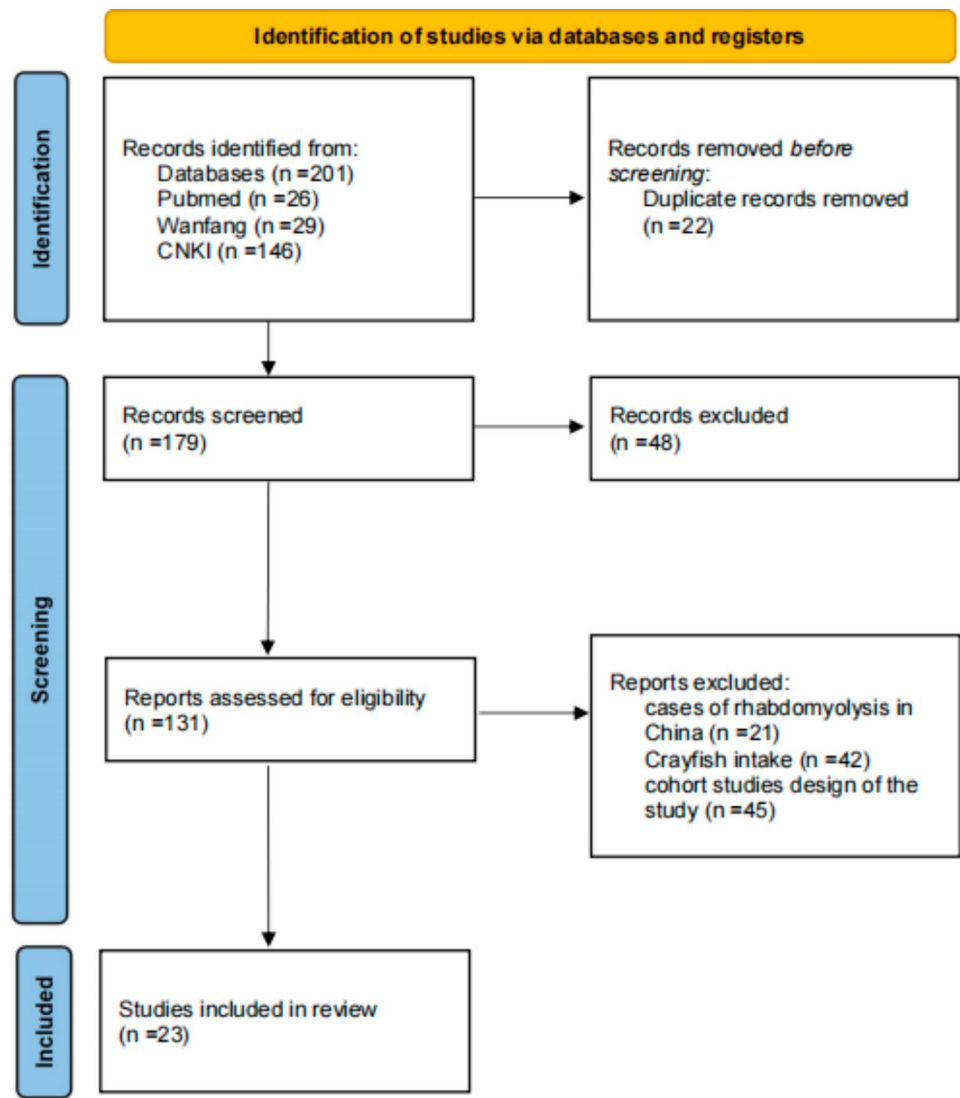 Identification of studies via databases and registers
Identification
Records identified from:
Databases (n =201)
Pubmed (n =26)
Wanfang (n =29)
CNKI (n =146)
Records removed before
screening:
Duplicate records removed
(n =22)
Screening
Records screened
(n =179)
Records excluded
(n =48)
Reports assessed for eligibility
(n =131)
Reports excluded:
cases of rhabdomyolysis in
China (n =21)
Crayfish intake (n =42)
cohort studies design of the
study (n =45)
Included
Studies included in review
(n =23)